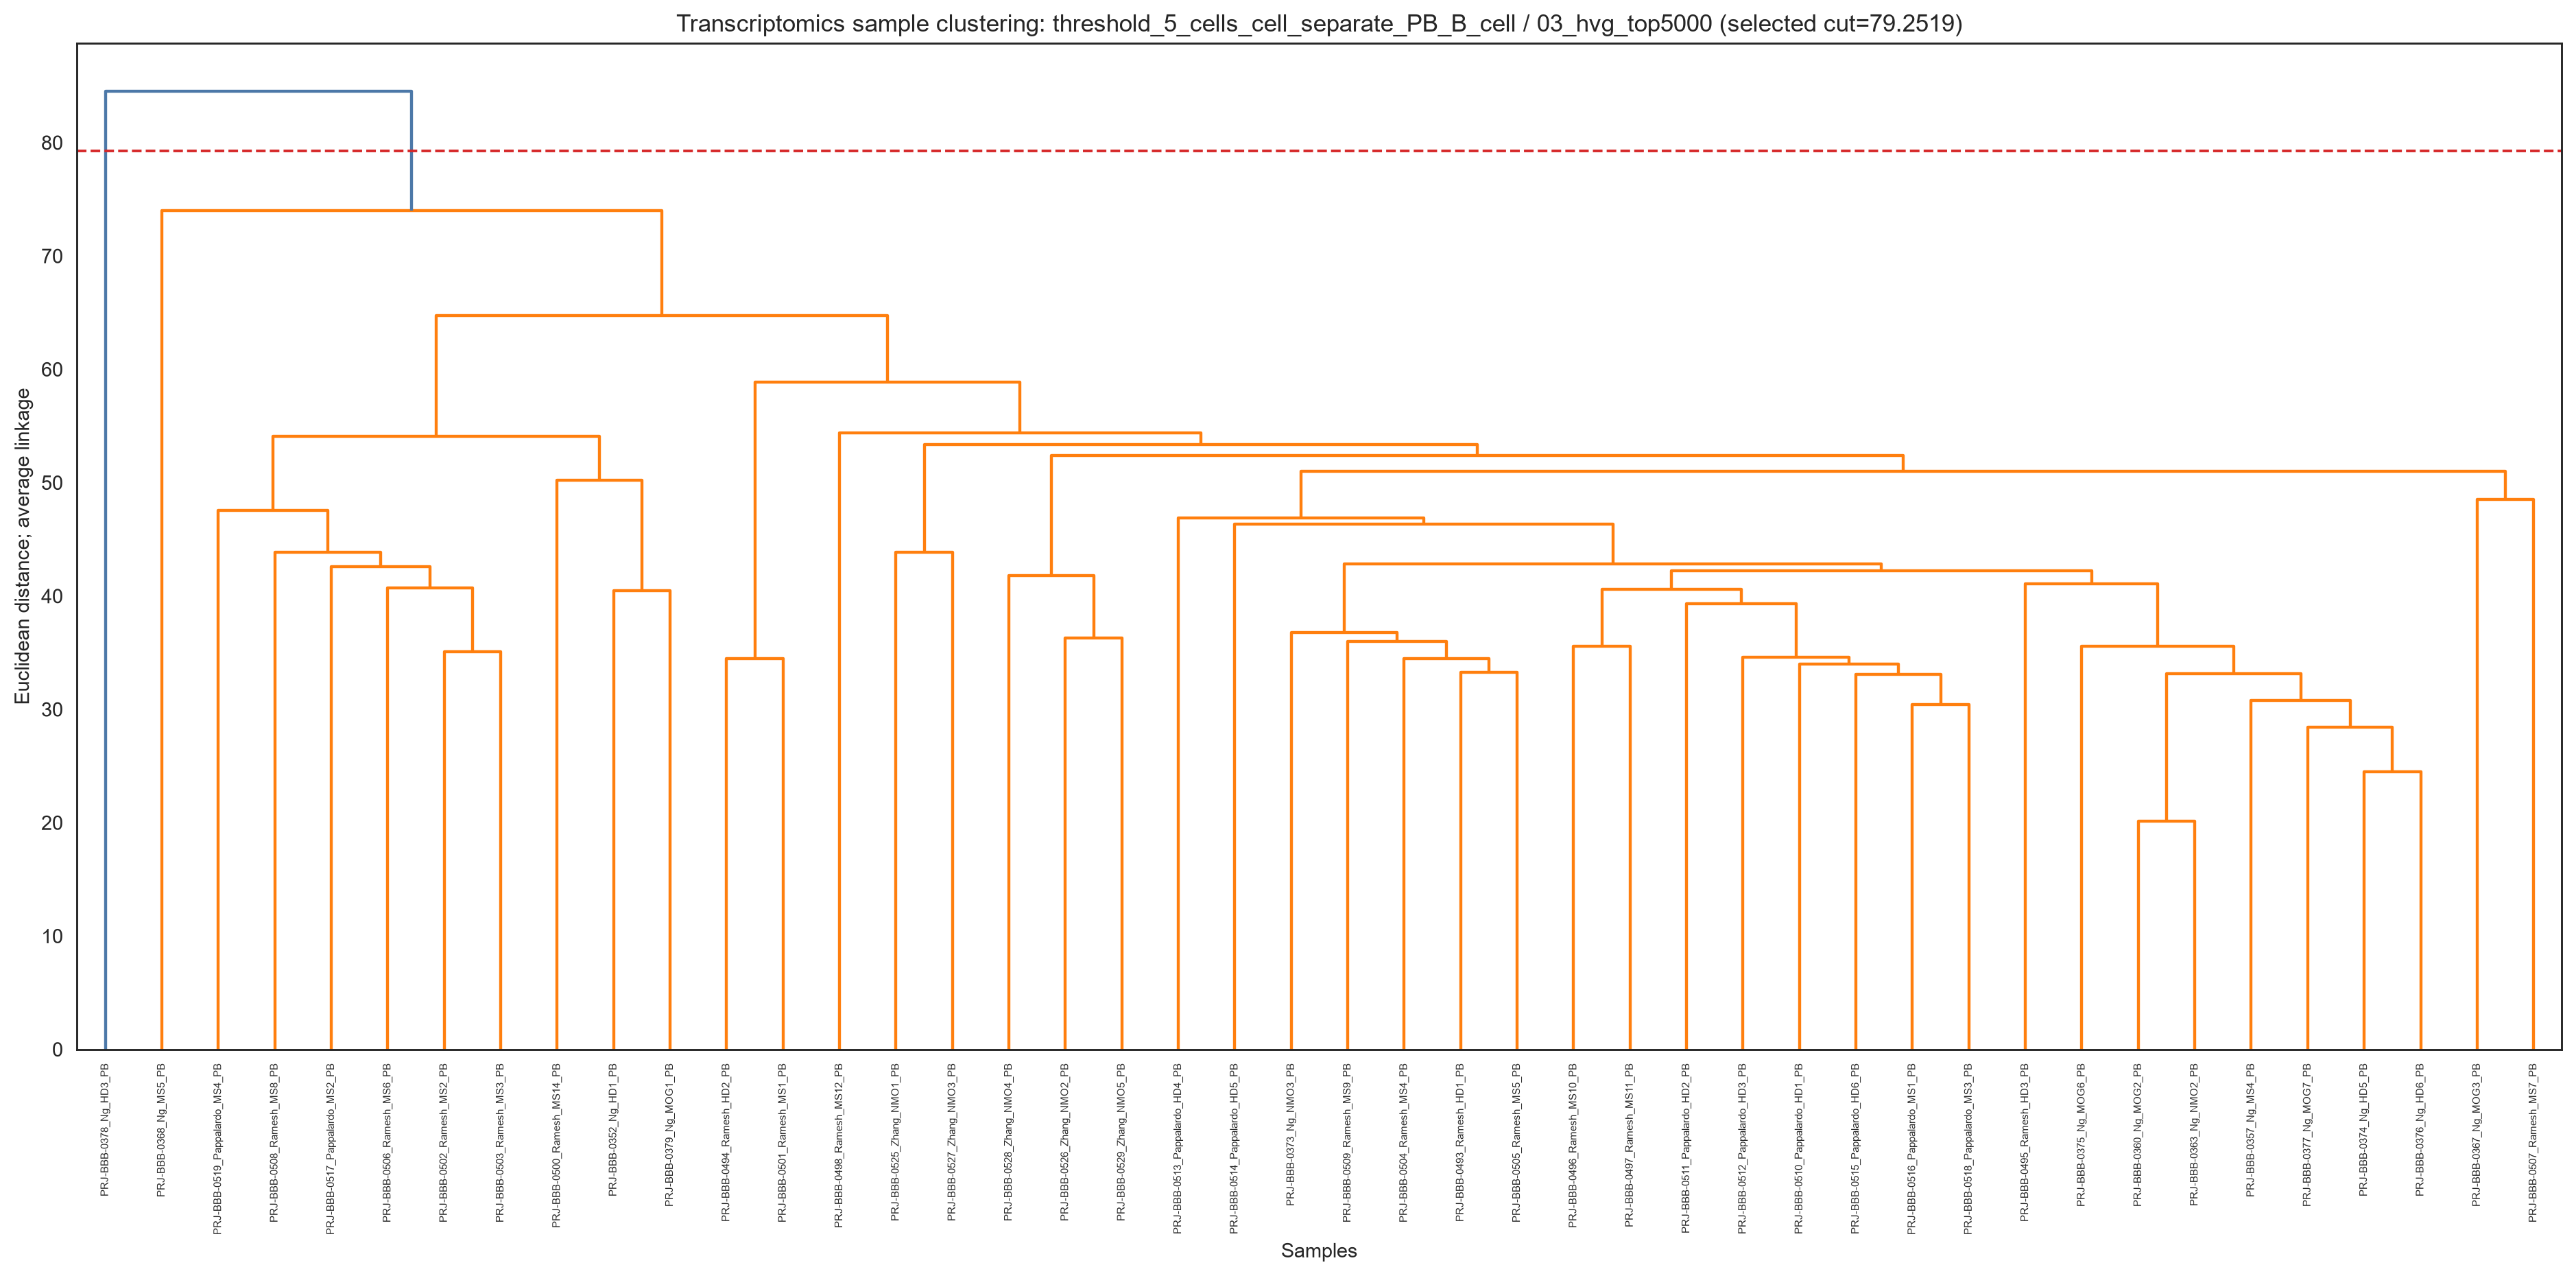 Transcriptomics sample clustering: threshold_5_cells_cell_separate_PB_B_cell / 03_hvg_top5000 (selected cut=79.2519)
Euclidean distance; average linkage
80
70
60
50
40
30
20
10
0
PRJ-BBB-0378_Ng_HD3_PB
PRJ-BBB-0368_Ng_MS5_PB
PRJ-BBB-0519_Pappalardo_MS4_PB
PRJ-BBB-0508_Ramesh_MS8_PB
PRJ-BBB-0517_Pappalardo_MS2_PB
PRJ-BBB-0506_Ramesh_MS6_PB
PRJ-BBB-0502_Ramesh_MS2_PB
PRJ-BBB-0503_Ramesh_MS3_PB
PRJ-BBB-0500_Ramesh_MS14_PB
PRJ-BBB-0352_Ng_HD1_PB
PRJ-BBB-0379_Ng_MOG1_PB
PRJ-BBB-0494_Ramesh_HD2_PB
PRJ-BBB-0501_Ramesh_MS1_PB
PRJ-BBB-0498_Ramesh_MS12_PB
PRJ-BBB-0525_Zhang_NMO1_PB
PRJ-BBB-0527_Zhang_NMO3_PB
PRJ-BBB-0528_Zhang_NMO4_PB
PRJ-BBB-0526_Zhang_NMO2_PB
PRJ-BBB-0529_Zhang_NMO5_PB
PRJ-BBB-0513_Pappalardo_HD4_PB
PRJ-BBB-0514_Pappalardo_HD5_PB
PRJ-BBB-0373_Ng_NMO3_PB
PRJ-BBB-0509_Ramesh_MS9_PB
PRJ-BBB-0504_Ramesh_MS4_PB
PRJ-BBB-0493_Ramesh_HD1_PB
PRJ-BBB-0505_Ramesh_MS5_PB
PRJ-BBB-0496_Ramesh_MS10_PB
PRJ-BBB-0497_Ramesh_MS11_PB
PRJ-BBB-0511_Pappalardo_HD2_PB
PRJ-BBB-0512_Pappalardo_HD3_PB
PRJ-BBB-0510_Pappalardo_HD1_PB
PRJ-BBB-0515_Pappalardo_HD6_PB
PRJ-BBB-0516_Pappalardo_MS1_PB
PRJ-BBB-0518_Pappalardo_MS3_PB
PRJ-BBB-0495_Ramesh_HD3_PB
PRJ-BBB-0375_Ng_MOG6_PB
PRJ-BBB-0360_Ng_MOG2_PB
PRJ-BBB-0363_Ng_NMO2_PB
PRJ-BBB-0357_Ng_MS4_PB
PRJ-BBB-0377_Ng_MOG7_PB
PRJ-BBB-0374_Ng_HD5_PB
PRJ-BBB-0376_Ng_HD6_PB
PRJ-BBB-0367_Ng_MOG3_PB
PRJ-BBB-0507_Ramesh_MS7_PB
Samples